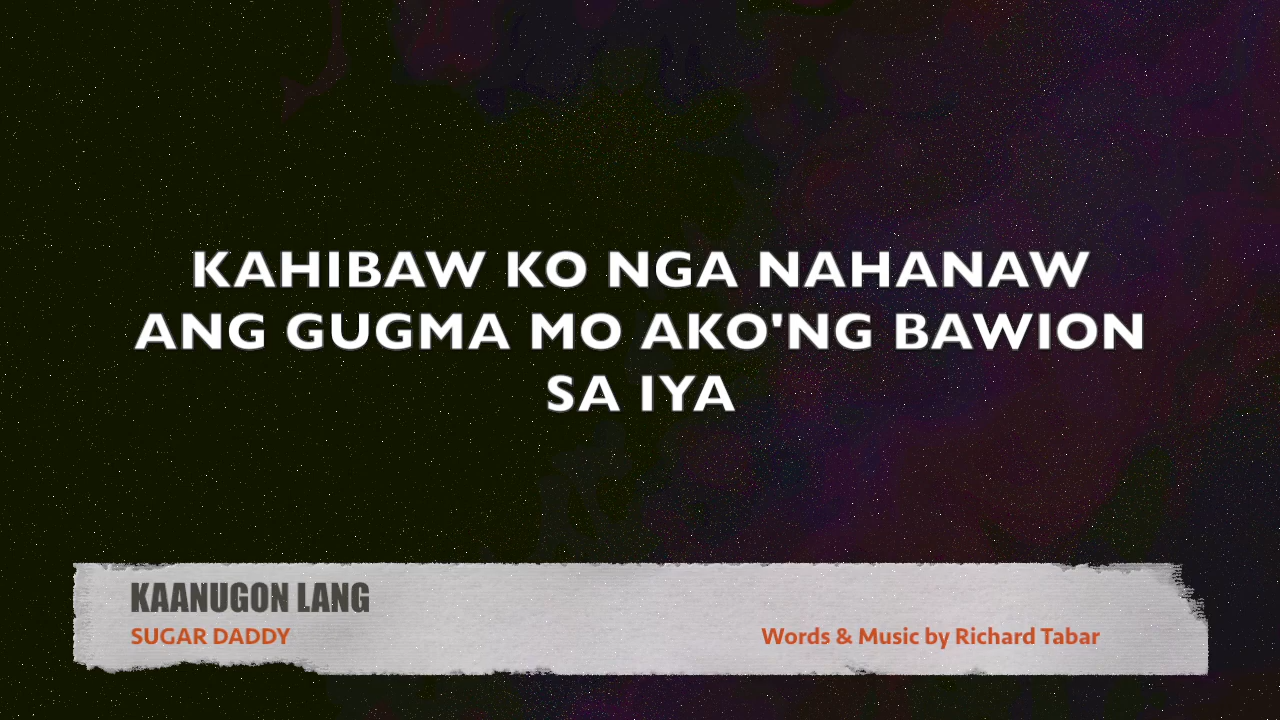 KAHIBAW KO NGA NAHANAW
ANG GUGMA MO AKO'NG BAWION
SA IYA
KAANUGON LANG
SUGAR DADDY
Words & Music by Richard Tabar